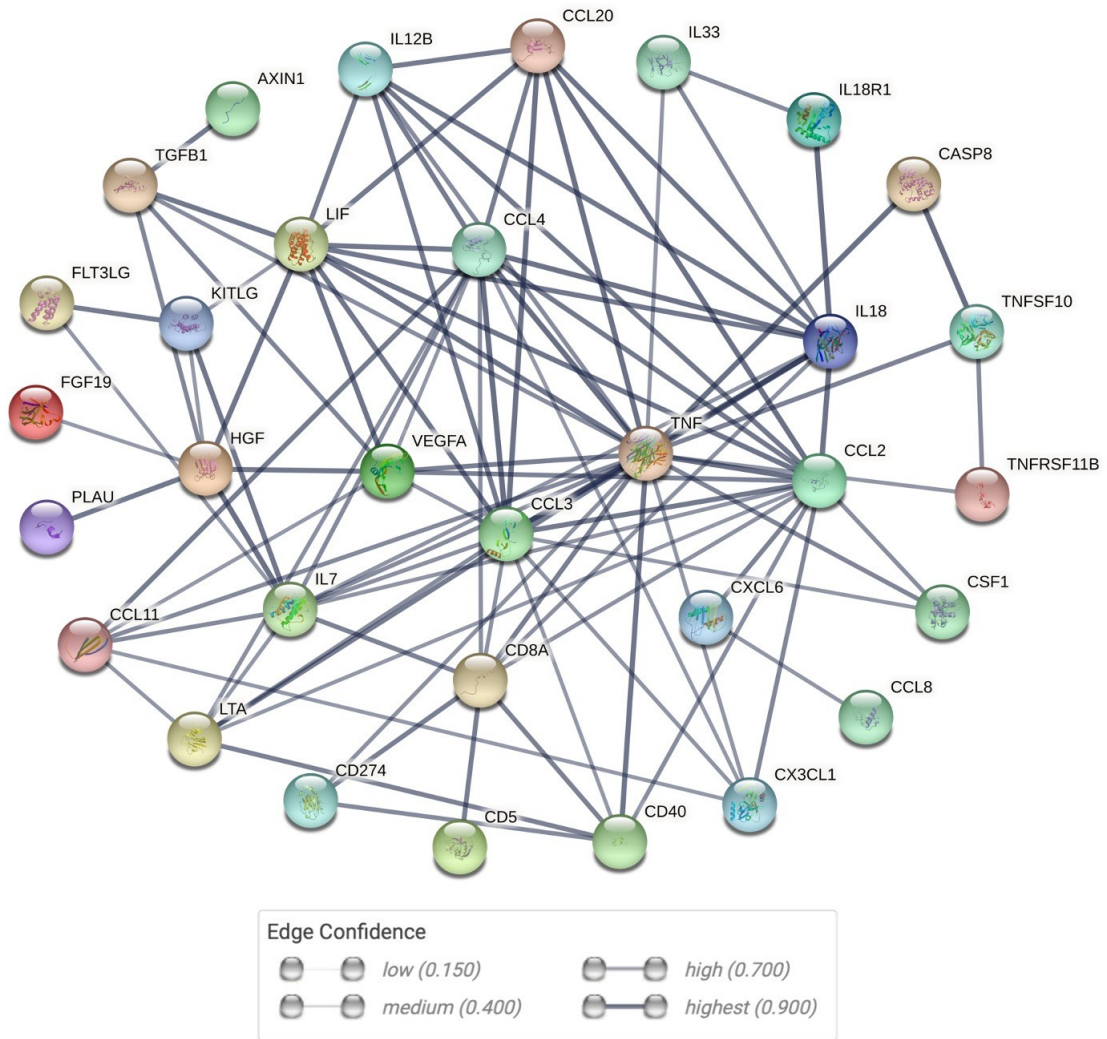 CCL20
IL12B
IL33
AXIN1
IL18R1
TGFB1
CASP8
LIF
CCL4
FLT3LG
KITLG
IL18
TNFSF10
FGF19
HGF
VEGFA
TNF
CCL2
TNFRSF11B
PLAU
CCL3
IL7
CXCL6
CSF1
CCL11
CD8A
CCL8
LTA
CD274
CX3CL1
CD5
CD40
Edge Confidence
low (0.150)
high (0.700)
medium (0.400)
highest (0.900)